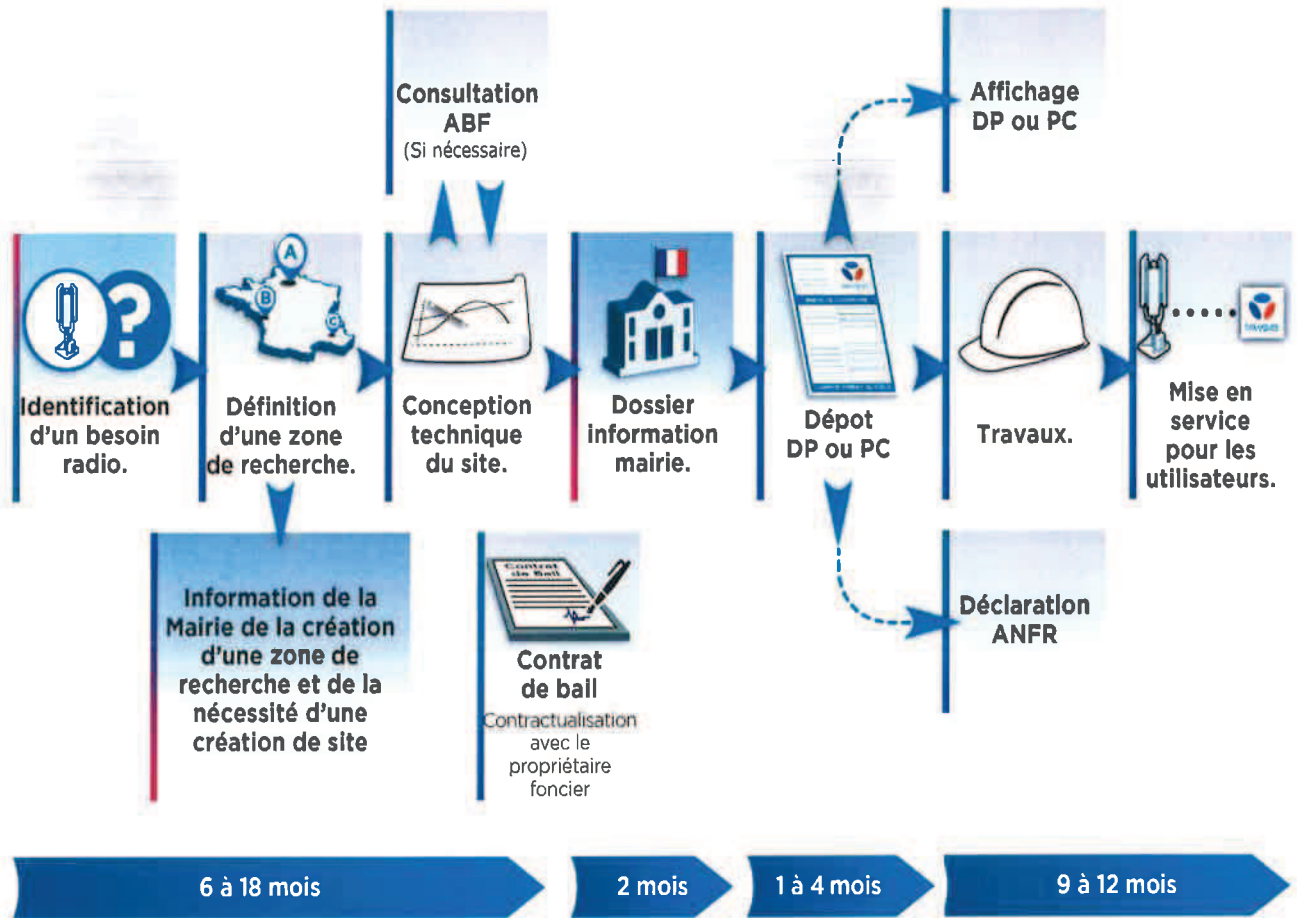 Consultation
ABF
(Si nécessaire)
Affichage
DP ou PC
A
B
C
Identification
d'un besoin
radio.
Définition
d'une zone
de recherche.
Conception
technique
du site.
Dossier
information
mairie.
Dépot
DP ou PC
Travaux.
Mise en
service
pour les
utilisateurs.
Information de la
Mairie de la création
d'une zone de
recherche et de la
nécessité d'une
création de site
Contrat
de Bail
Contrat
de bail
Contractualisation
avec le
propriétaire
foncier
Déclaration
ANFR
6 à 18 mois
2 mois
1 à 4 mois
9 à 12 mois